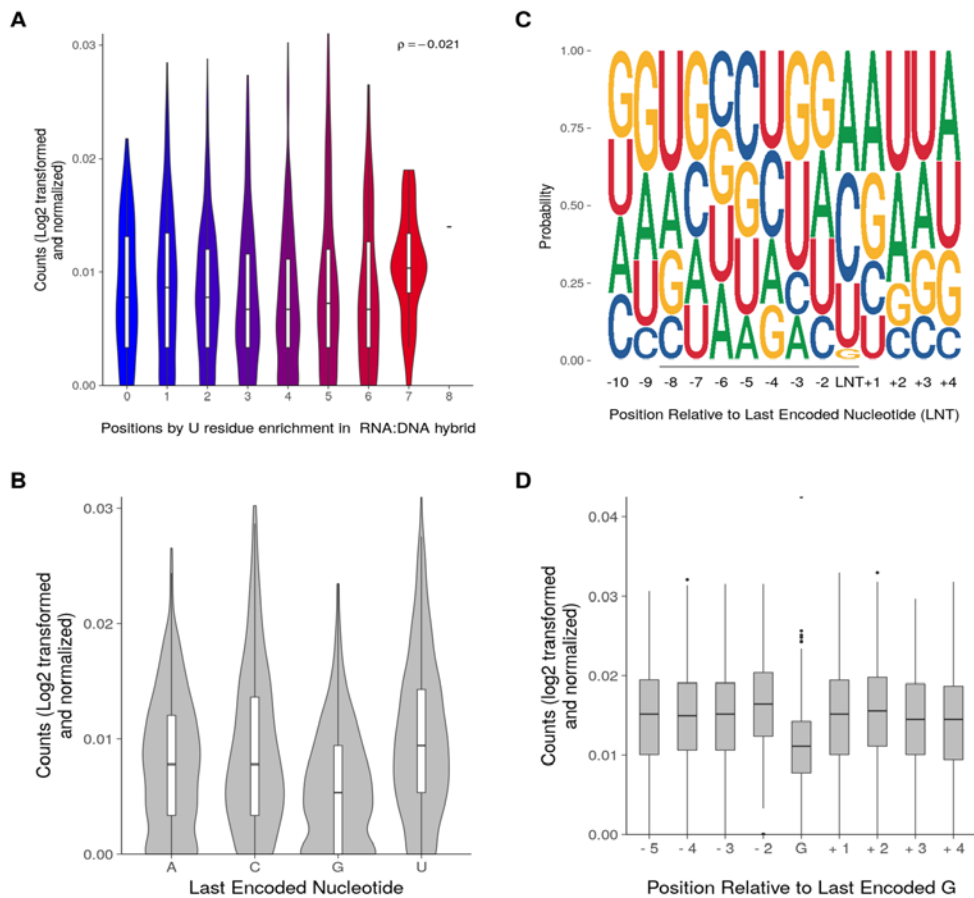 A
0.03
0.02
0.01
0.00
Counts (Log2 transformed
and normalized)
ρ = −0.021
0 1 2 3 4 5 6 7 8
Positions by U residue enrichment in RNA:DNA hybrid
B
0.03
0.02
0.01
0.00
Counts (Log2 transformed
and normalized)
A C G U
Last Encoded Nucleotide
C
1.00
0.75
0.50
0.25
0.00
Probability
G G U G C C U G G A A U U A
U A A C G G C U A C G A A U
A U G A U U A C U U C G G G
C C C U A A G A C G U C C C
-10 -9 -8 -7 -6 -5 -4 -3 -2 LNT +1 +2 +3 +4
Position Relative to Last Encoded Nucleotide (LNT)
D
0.04
0.03
0.02
0.01
0.00
Counts (log2 transformed
and normalized)
- 5 - 4 - 3 - 2 G + 1 + 2 + 3 + 4
Position Relative to Last Encoded G